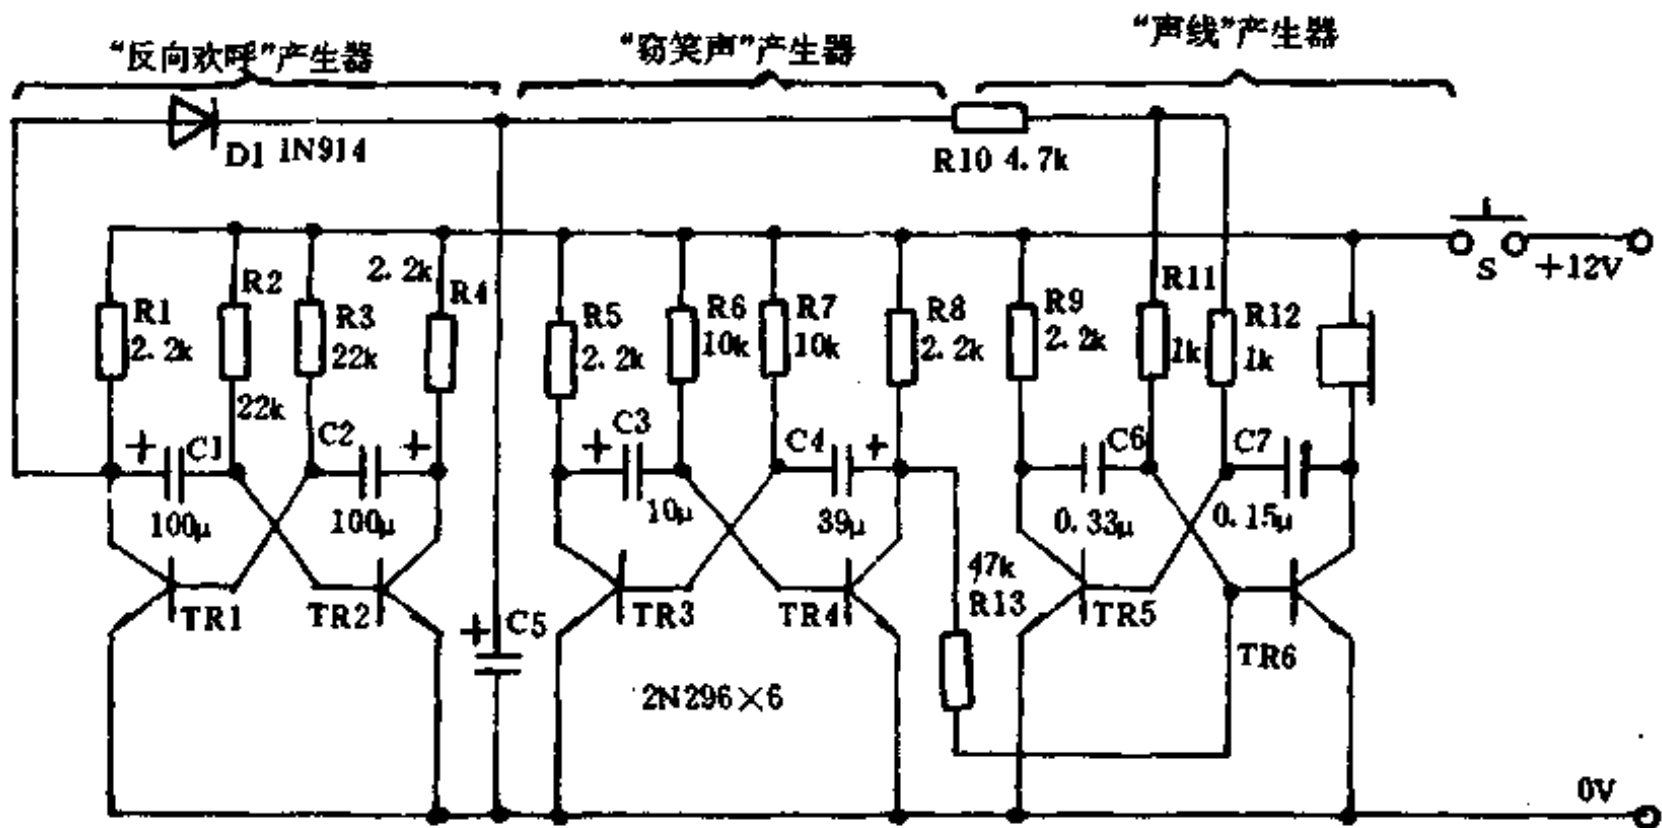 “反向欢呼”产生器
“窃笑声”产生器
“声线”产生器
D1 1N914
R10 4.7k
R1
2.2k
R2
22k
R3
22k
2.2k
R4
R5
2.2k
R6
10k
R7
10k
R8
2.2k
R9
2.2k
R11
1k
R12
1k
S
+12V
+
C1
100μ
C2
+
100μ
+
C3
10μ
C4
+
39μ
C6
0.33μ
C7
0.15μ
TR1
TR2
+
C5
TR3
TR4
47k
R13
TR5
TR6
2N296×6
0V